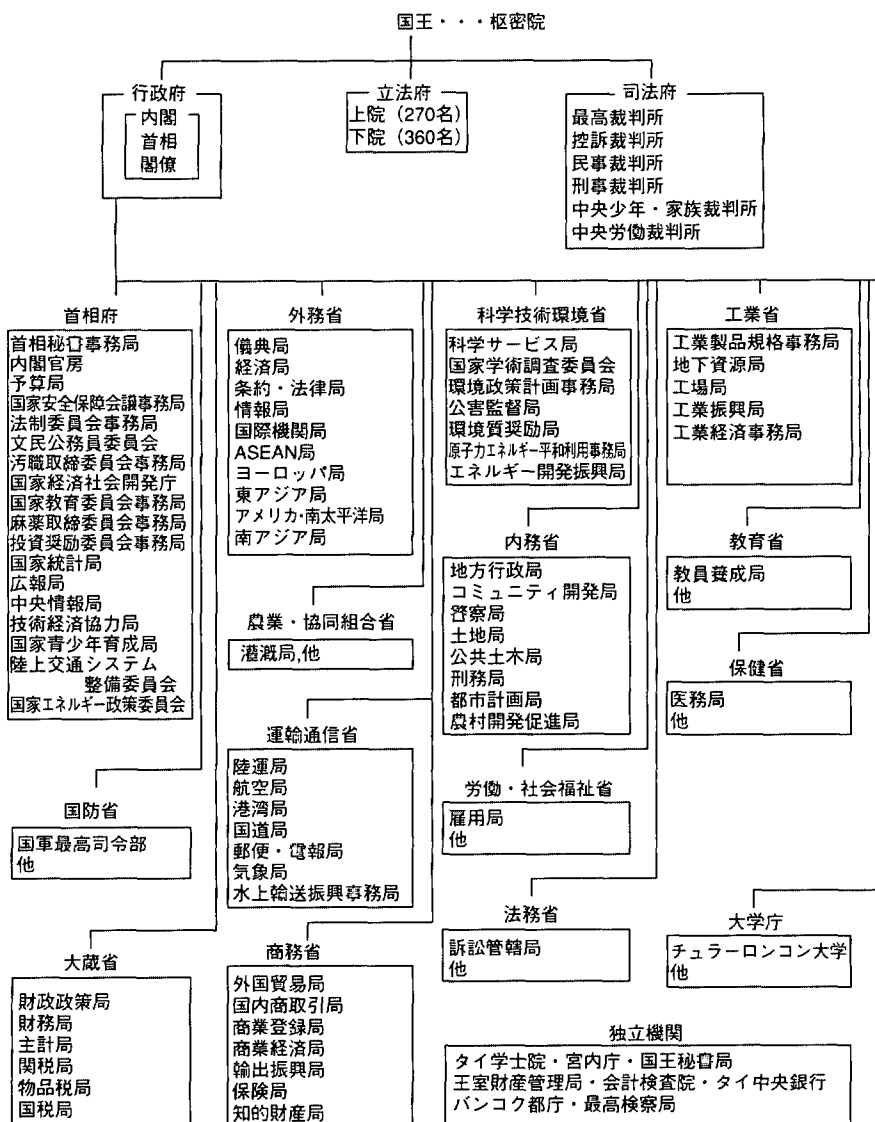 国王・・・枢密院
行政府
内閣
首相
閣僚
立法府
上院（270名）
下院（360名）
司法府
最高裁判所
控訴裁判所
民事裁判所
刑事裁判所
中央少年・家族裁判所
中央労働裁判所
首相府
首相秘書事務局
内閣官房
予算局
国家安全保障会議事務局
法制委員会事務局
文民公務員委員会
汚職取締委員会事務局
国家経済社会開発庁
国家教育委員会事務局
麻薬取締委員会事務局
投資奨励委員会事務局
国家統計局
広報局
中央情報局
技術経済協力局
国家青少年育成局
陸上交通システム
整備委員会
国家エネルギー政策委員会
国防省
国軍最高司令部
他
大蔵省
財政政策局
財務局
主計局
関税局
物品税局
国税局
外務省
儀典局
経済局
条約・法律局
情報局
国際機関局
ASEAN局
ヨーロッパ局
東アジア局
アメリカ・南太平洋局
南アジア局
農業・協同組合省
灌漑局,他
運輸通信省
陸運局
航空局
港湾局
国道局
郵便・電報局
気象局
水上輸送振興事務局
商務省
外国貿易局
国内商取引局
商業登録局
商業経済局
輸出振興局
保険局
知的財産局
科学技術環境省
科学サービス局
国家学術調査委員会
環境政策計画事務局
公害監督局
環境質奨励局
原子力エネルギー平和利用事務局
エネルギー開発振興局
内務省
地方行政局
コミュニティ開発局
警察局
土地局
公共土木局
刑務局
都市計画局
農村開発促進局
労働・社会福祉省
雇用局
他
法務省
訴訟管轄局
他
工業省
工業製品規格事務局
地下資源局
工場局
工業振興局
工業経済事務局
教育省
教員養成局
他
保健省
医務局
他
大学庁
チュラーロンコン大学
他
独立機関
タイ学士院・宮内庁・国王秘書局
王室財産管理局・会計検査院・タイ中央銀行
バンコク都庁・最高検察局